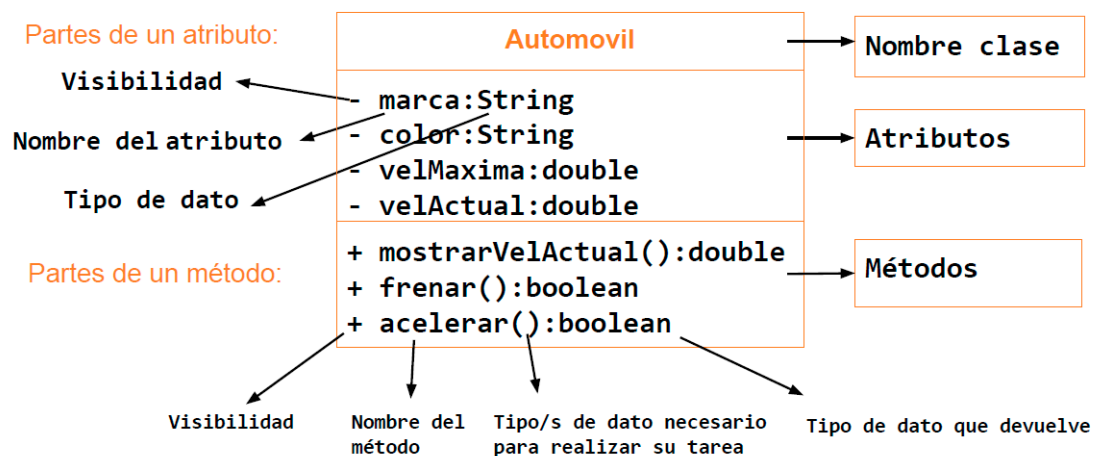 Partes de un atributo:
Visibilidad
Nombre del atributo
Tipo de dato
Partes de un método:
Automovil
- marca:String
- color:String
- velMaxima:double
- velActual:double
+ mostrarVelActual():double
+ frenar():boolean
+ acelerar():boolean
Nombre clase
Atributos
Métodos
Visibilidad
Nombre del
método
Tipo/s de dato necesario
para realizar su tarea
Tipo de dato que devuelve